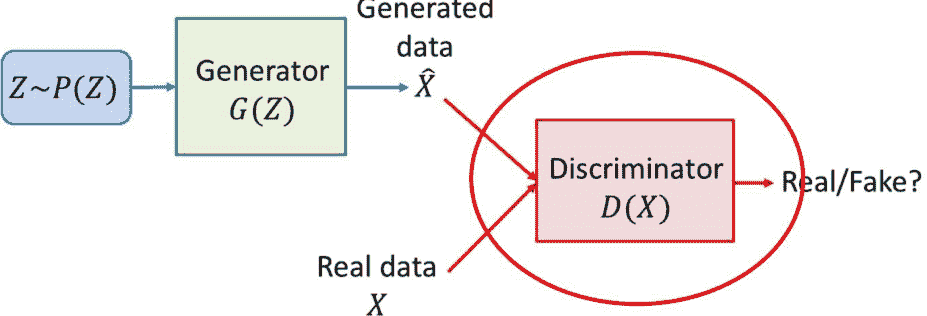 Generated
data
X̂
Z~P(Z)
Generator
G(Z)
Discriminator
D(X)
Real/Fake?
Real data
X